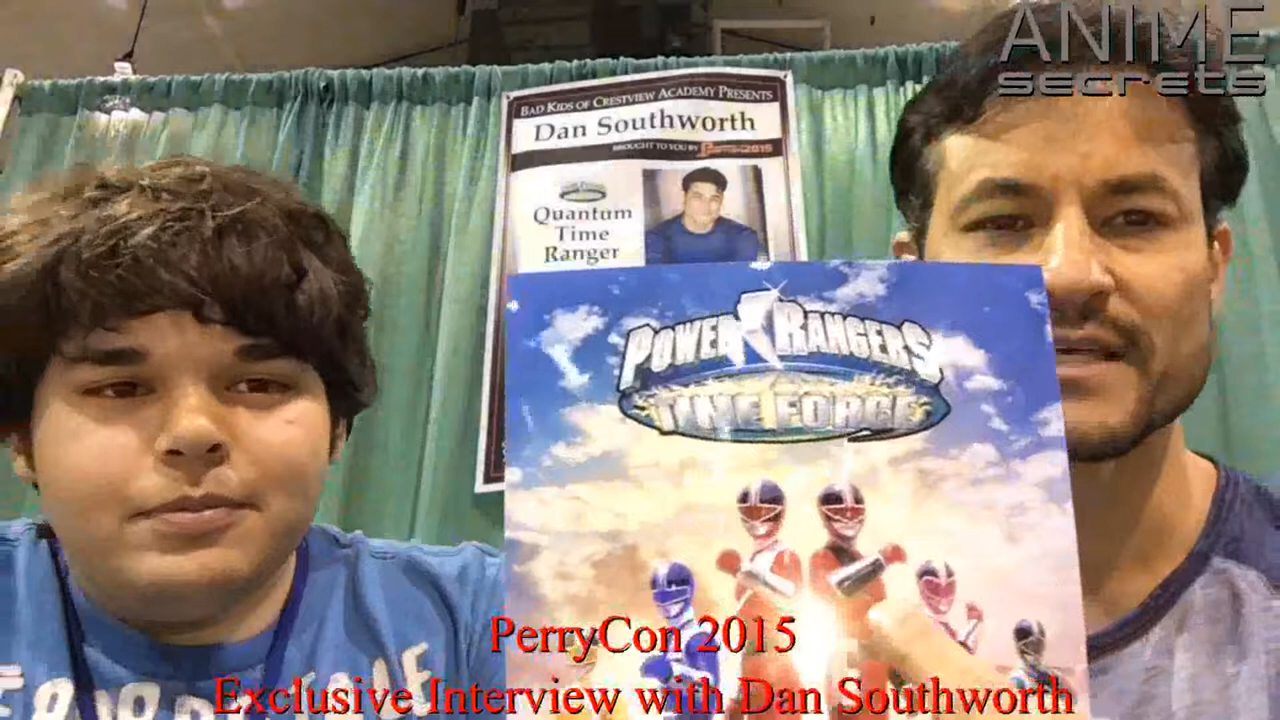 ANIME
secrets
BAD KIDS OF CRESTVIEW ACADEMY PRESENTS
Dan Southworth
BROUGHT TO YOU BY
Quantum
Time
Ranger
POWER RANGERS
TIME FORCE
PerryCon 2015
Exclusive Interview with Dan Southworth